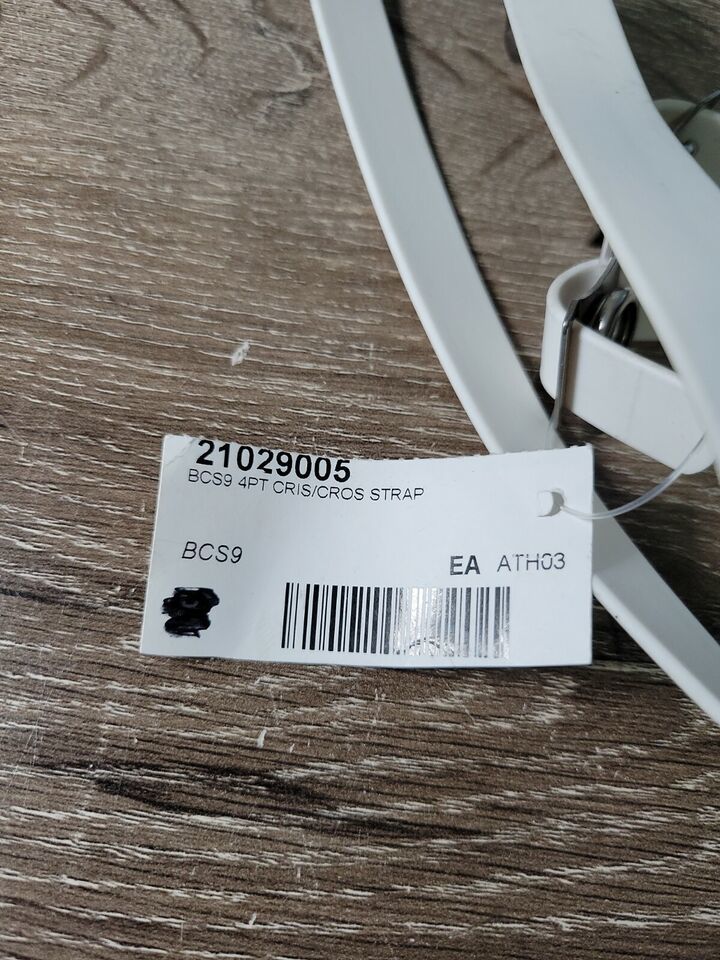 21029005
BCS9 4PT CRIS/CROS STRAP
BCS9
EA ATH03